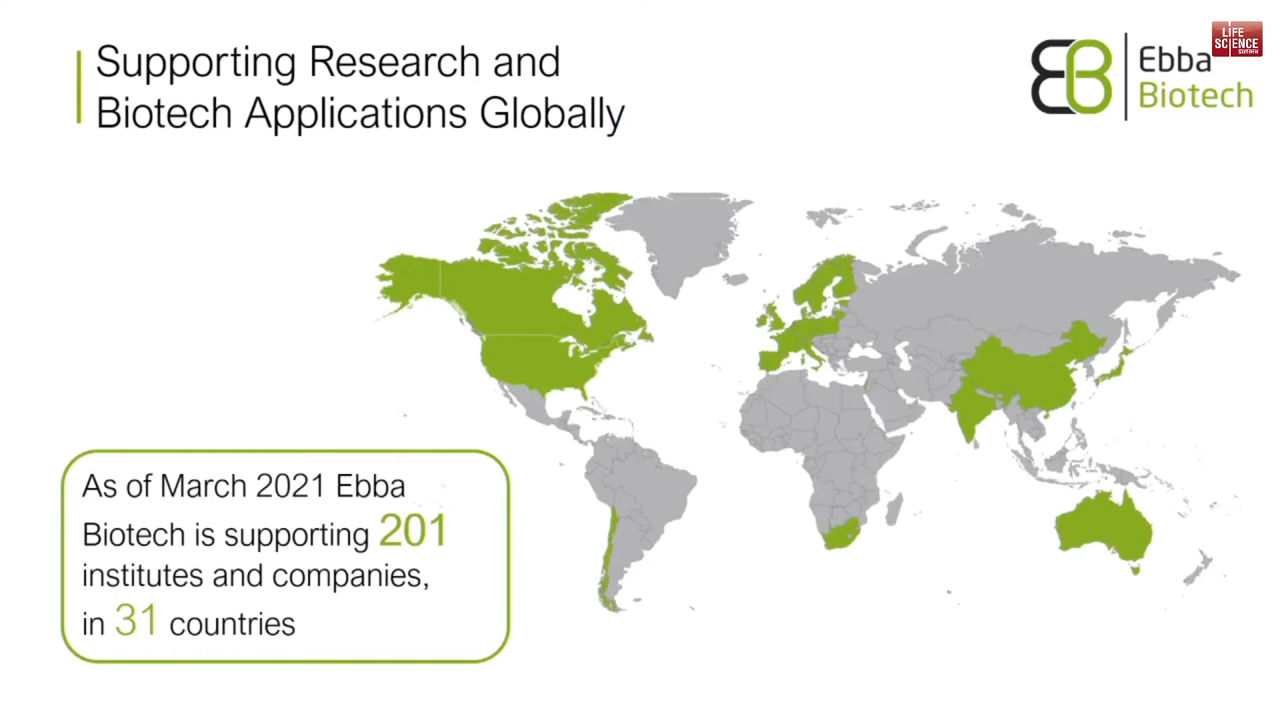 Supporting Research and
Biotech Applications Globally
LIFE
SCIENCE
SWEDEN
Ebba
Biotech
As of March 2021 Ebba
Biotech is supporting 201
institutes and companies,
in 31 countries